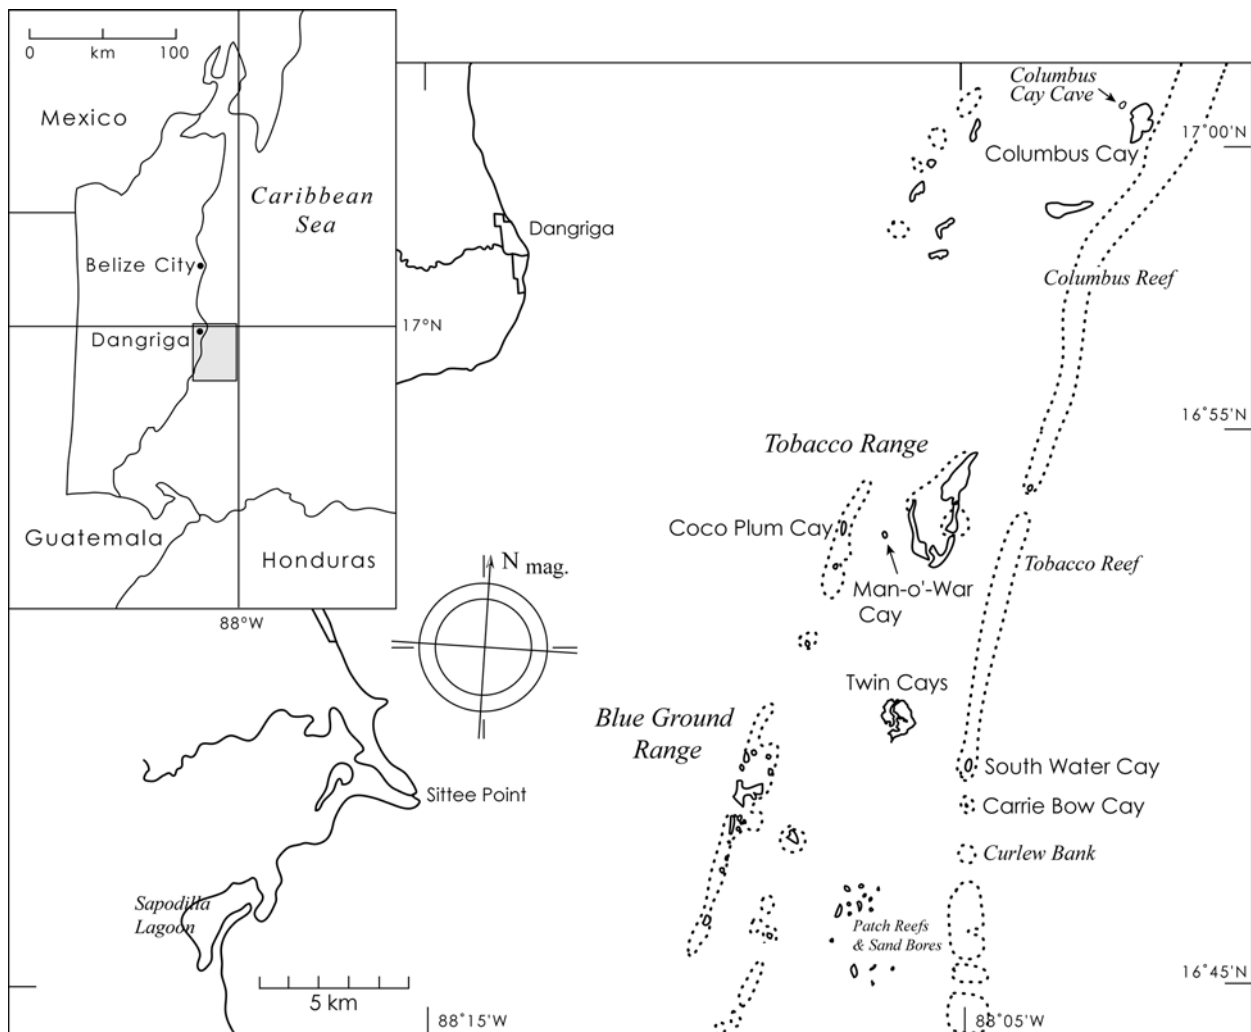 0 km 100
Mexico
Caribbean
Sea
Belize City
Dangriga
17°N
Guatemala
Honduras
88°W
Dangriga
Columbus
Cay Cave
Columbus Cay
17°00'N
Columbus Reef
16°55'N
Tobacco Range
Coco Plum Cay
Man-o'-War
Cay
Tobacco Reef
N mag.
Twin Cays
Blue Ground
Range
South Water Cay
Carrie Bow Cay
Curlew Bank
Sittee Point
Sapodilla
Lagoon
Patch Reefs
& Sand Bores
16°45'N
5 km
88°15'W
88°05'W